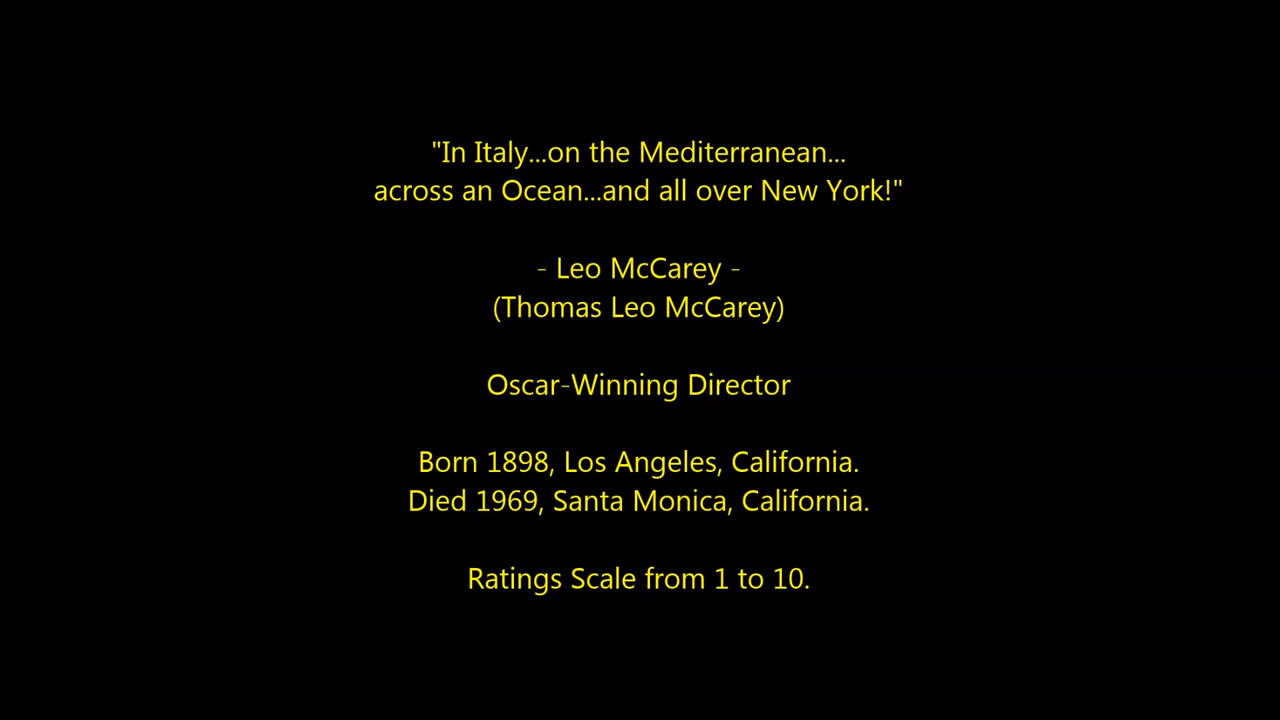 "In Italy...on the Mediterranean...
across an Ocean...and all over New York!"
- Leo McCarey -
(Thomas Leo McCarey)
Oscar-Winning Director
Born 1898, Los Angeles, California.
Died 1969, Santa Monica, California.
Ratings Scale from 1 to 10.